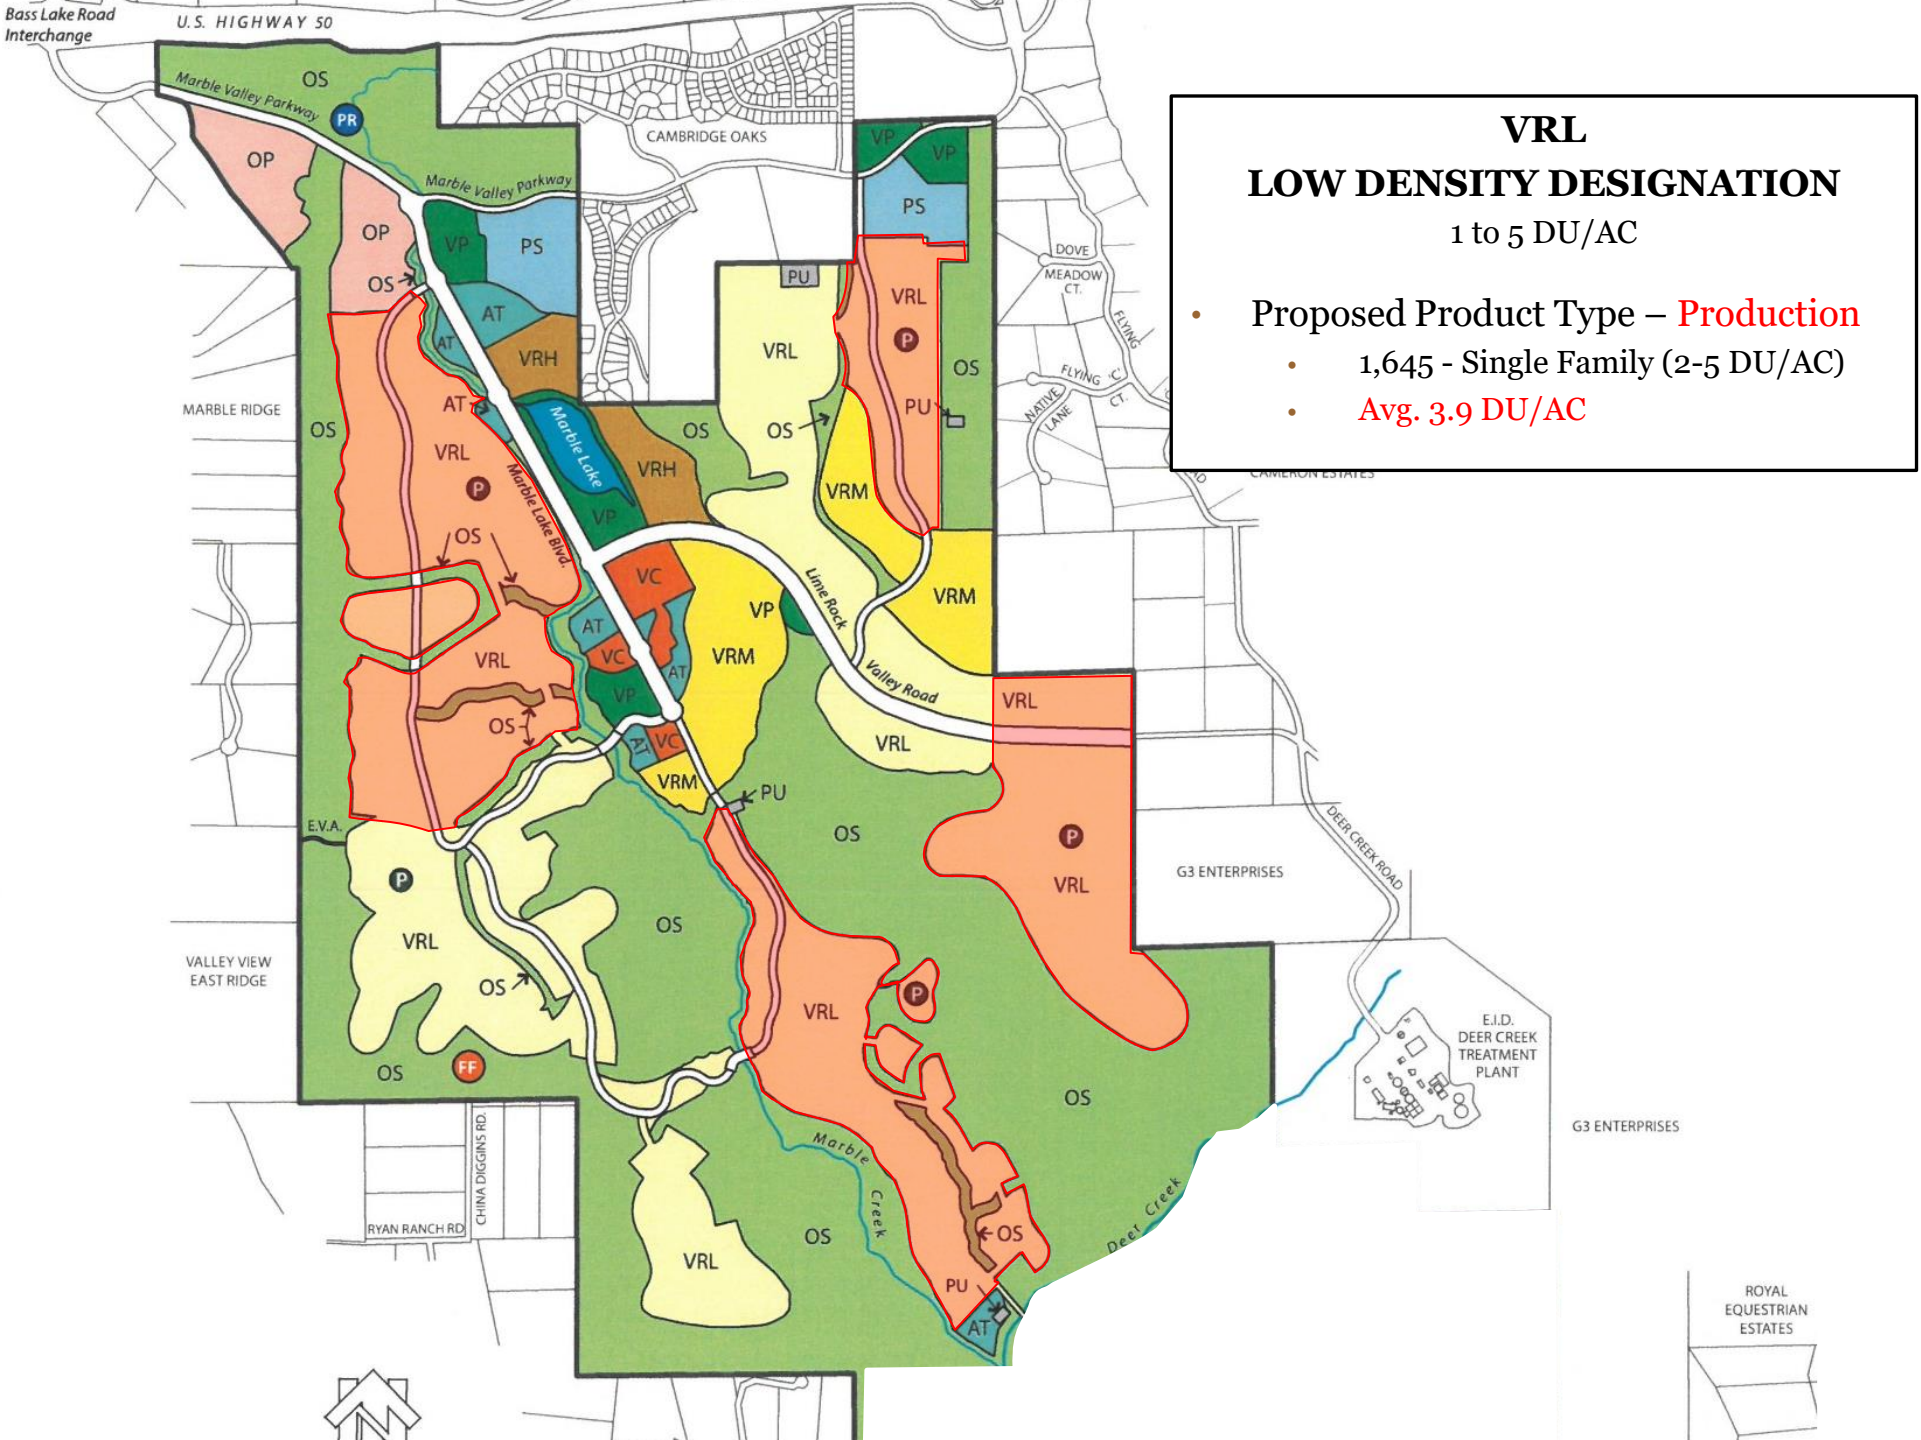 Bass Lake Road
Interchange
U.S. HIGHWAY 50
OS
Marble Valley Parkway
PR
OP
CAMBRIDGE OAKS
VP
VP
Marble Valley Parkway
PS
OP
VP
PS
OS
AT
PU
VRL
P
AT
VRH
VRL
OS
DOVE
MEADOW
CT.
FLYING
FLYING 'C'
CT.
NATIVE
LANE
MARBLE RIDGE
OS
AT
Marble Lake
OS
OS
PU
VRL
P
Marble Lake Blvd.
VRH
VRM
VP
OS
VC
Lime Rock
VRM
VP
AT
VC
VRM
AT
VRL
VP
Valley Road
VRL
OS
AT
VC
VRL
VRM
PU
E.V.A.
OS
P
DEER CREEK ROAD
G3 ENTERPRISES
VRL
P
VRL
OS
VALLEY VIEW
EAST RIDGE
OS
P
VRL
E.I.D.
DEER CREEK
TREATMENT
PLANT
OS
FF
OS
G3 ENTERPRISES
CHINA DIGGINS RD.
Marble
Creek
RYAN RANCH RD
Deer Creek
OS
OS
VRL
PU
AT
ROYAL
EQUESTRIAN
ESTATES
N
VRL
LOW DENSITY DESIGNATION
1 to 5 DU/AC
• Proposed Product Type – Production
• 1,645 - Single Family (2-5 DU/AC)
• Avg. 3.9 DU/AC
CAMERON ESTATES